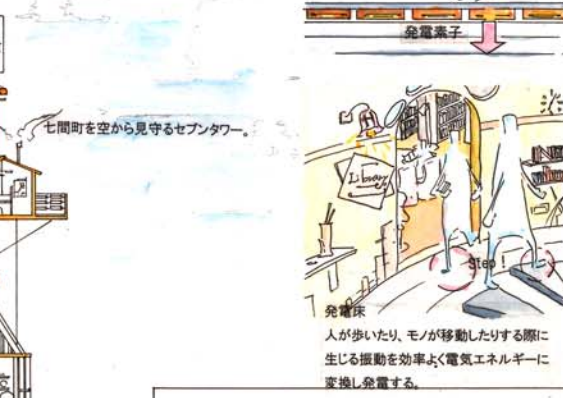 七間町を空から見守るセブンタワー。
発電素子
Library
Step!
発電床
人が歩いたり、モノが移動したりする際に
生じる振動を効率よく電気エネルギーに
変換し発電する。